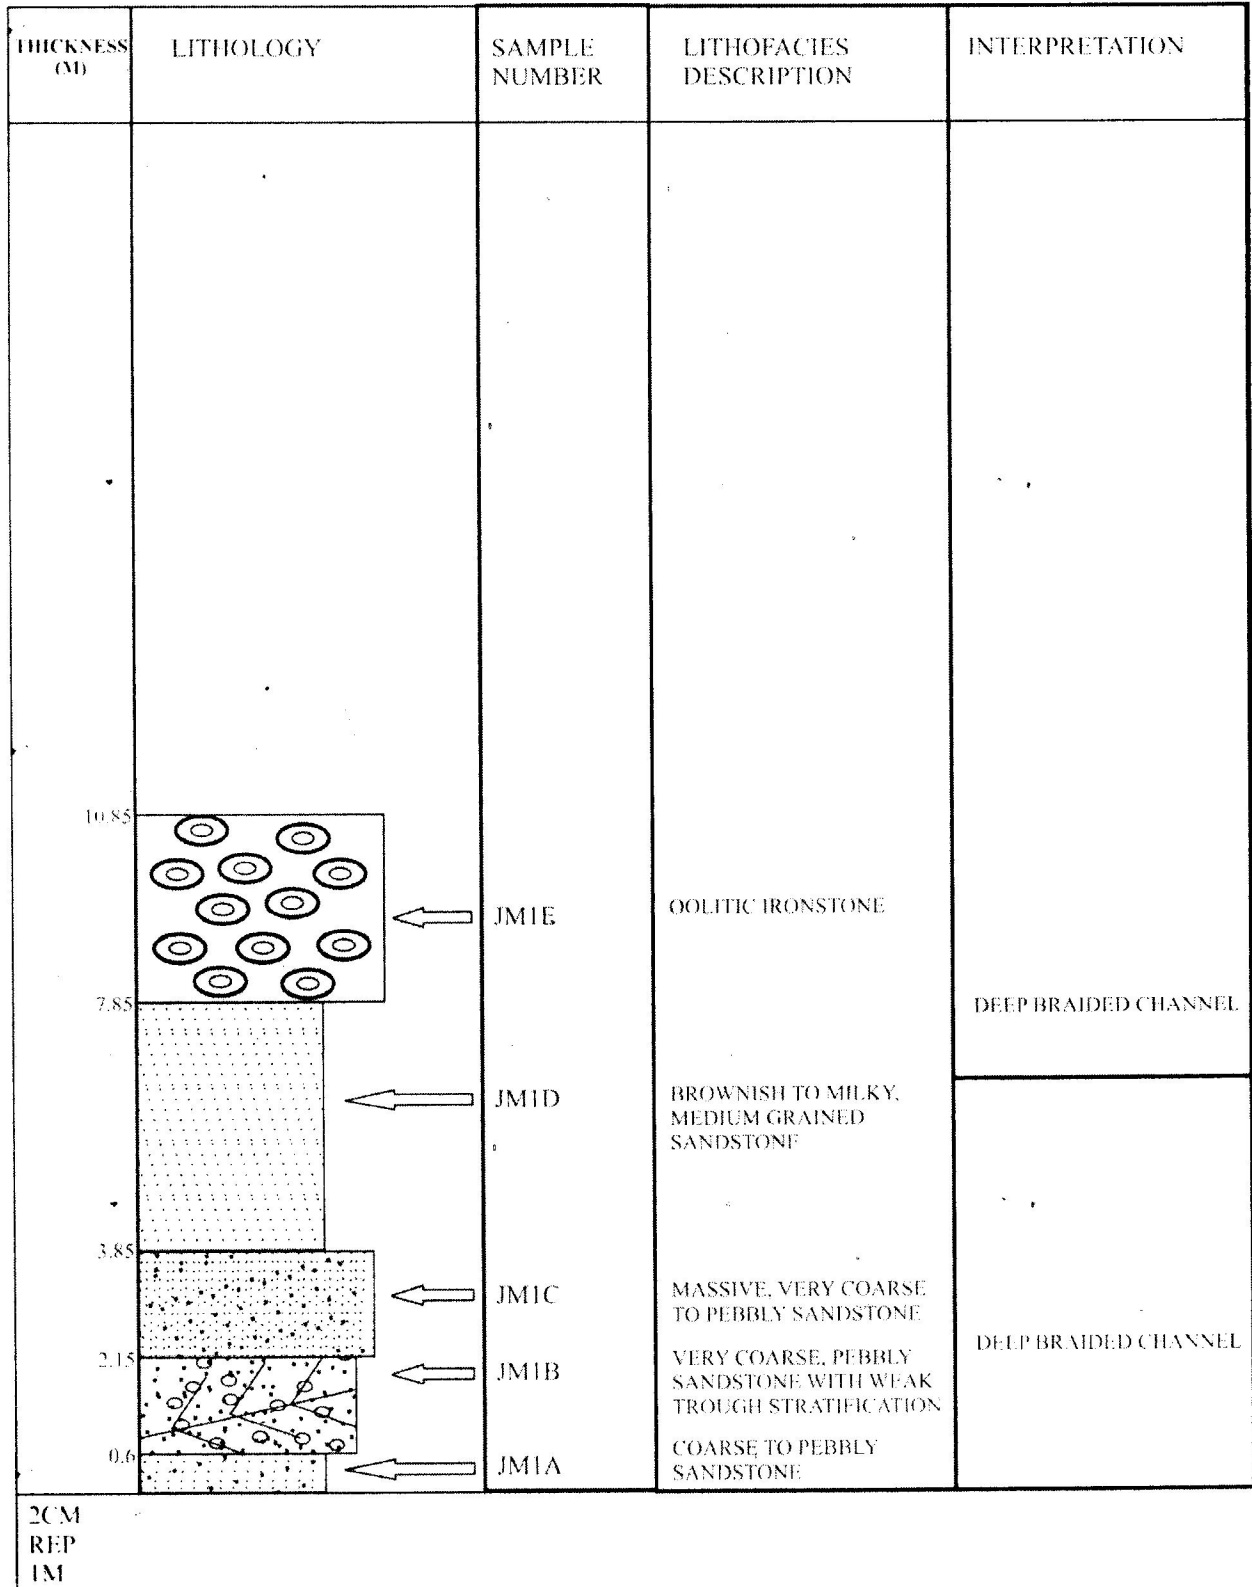 THICKNESS
(M)
LITHOLOGY
SAMPLE
NUMBER
LITHOFACIES
DESCRIPTION
INTERPRETATION
10.85
JM1E
OOLITIC IRONSTONE
7.85
DEEP BRAIDED CHANNEL
JM1D
BROWNISH TO MILKY,
MEDIUM GRAINED
SANDSTONE
3.85
JM1C
MASSIVE, VERY COARSE
TO PEBBLY SANDSTONE
DEEP BRAIDED CHANNEL
2.15
JM1B
VERY COARSE, PEBBLY
SANDSTONE WITH WEAK
TROUGH STRATIFICATION
0.6
JM1A
COARSE TO PEBBLY
SANDSTONE
2CM
REP
1M